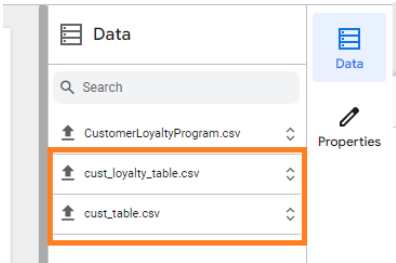 Data
Search
CustomerLoyaltyProgram.csv
cust_loyalty_table.csv
cust_table.csv
Data
Properties